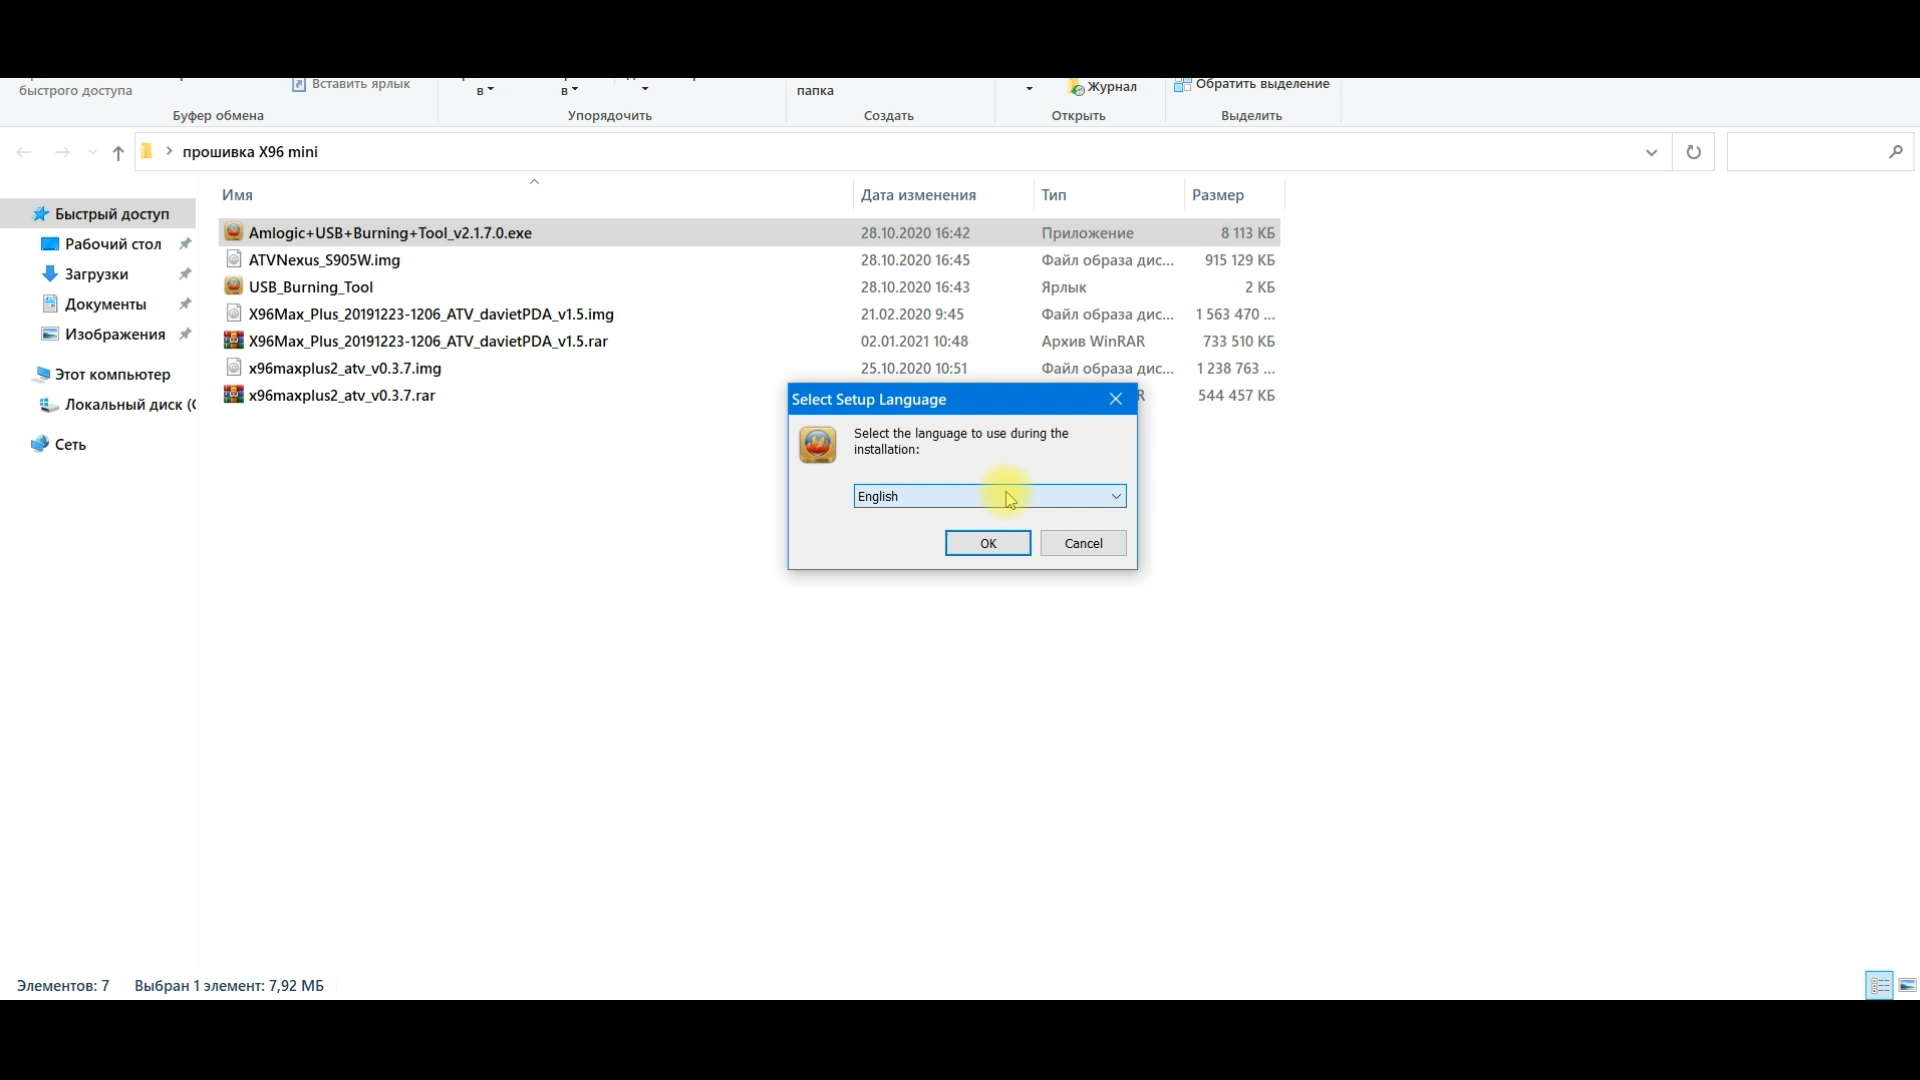 быстрого доступа
Вставить ярлык
в
в
папка
Журнал
Обратить выделение
Буфер обмена
Упорядочить
Создать
Открыть
Выделить
прошивка X96 mini
Имя
Дата изменения
Тип
Размер
Быстрый доступ
Рабочий стол
Загрузки
Документы
Изображения
Этот компьютер
Локальный диск (C
Сеть
Amlogic+USB+Burning+Tool_v2.1.7.0.exe 28.10.2020 16:42 Приложение 8 113 КБ
ATVNexus_S905W.img 28.10.2020 16:45 Файл образа дис... 915 129 КБ
USB_Burning_Tool 28.10.2020 16:43 Ярлык 2 КБ
X96Max_Plus_20191223-1206_ATV_davietPDA_v1.5.img 21.02.2020 9:45 Файл образа дис... 1 563 470 ...
X96Max_Plus_20191223-1206_ATV_davietPDA_v1.5.rar 02.01.2021 10:48 Архив WinRAR 733 510 КБ
x96maxplus2_atv_v0.3.7.img 25.10.2020 10:51 Файл образа дис... 1 238 763 ...
x96maxplus2_atv_v0.3.7.rar R 544 457 КБ
Select Setup Language
Select the language to use during the
installation:
English
OK
Cancel
Элементов: 7
Выбран 1 элемент: 7,92 МБ